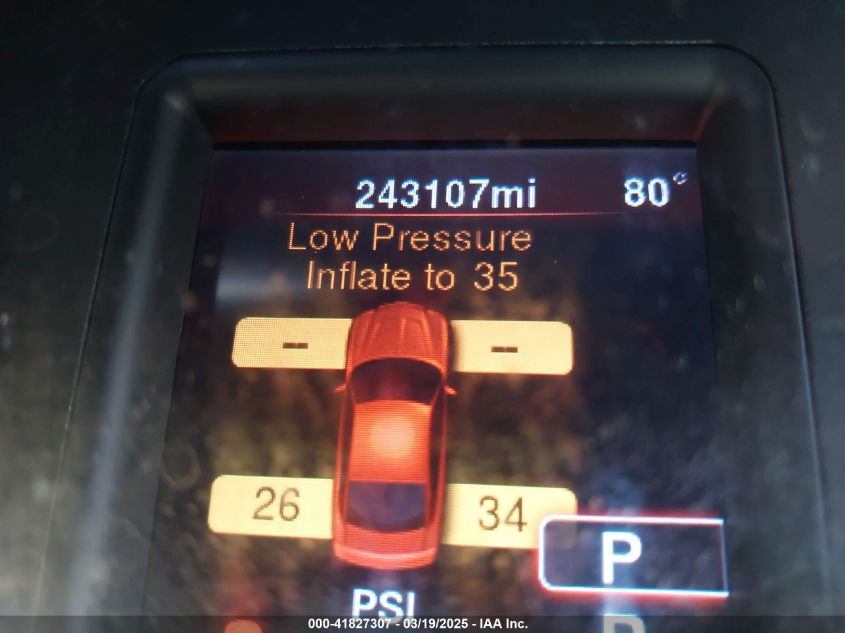 243107mi 80°
Low Pressure
Inflate to 35
-- --
26 34
P
PSI
000-41827307 - 03/19/2025 - IAA Inc.